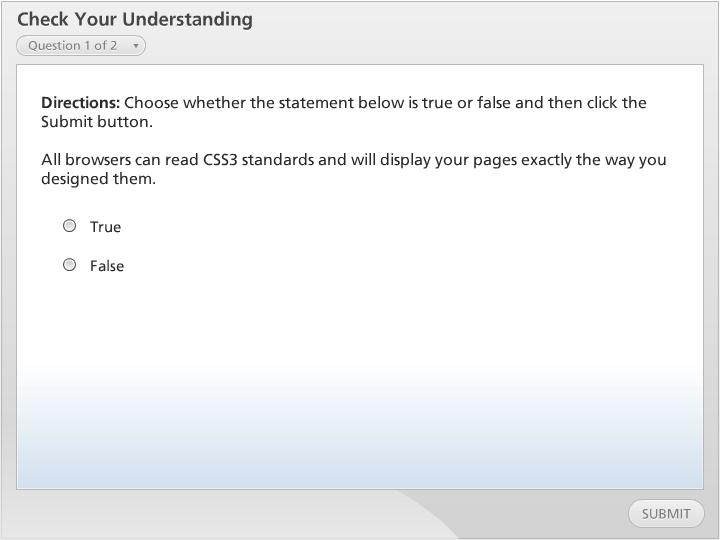 Check Your Understanding
Question 1 of 2
Directions: Choose whether the statement below is true or false and then click the
Submit button.
All browsers can read CSS3 standards and will display your pages exactly the way you
designed them.
True
False
SUBMIT